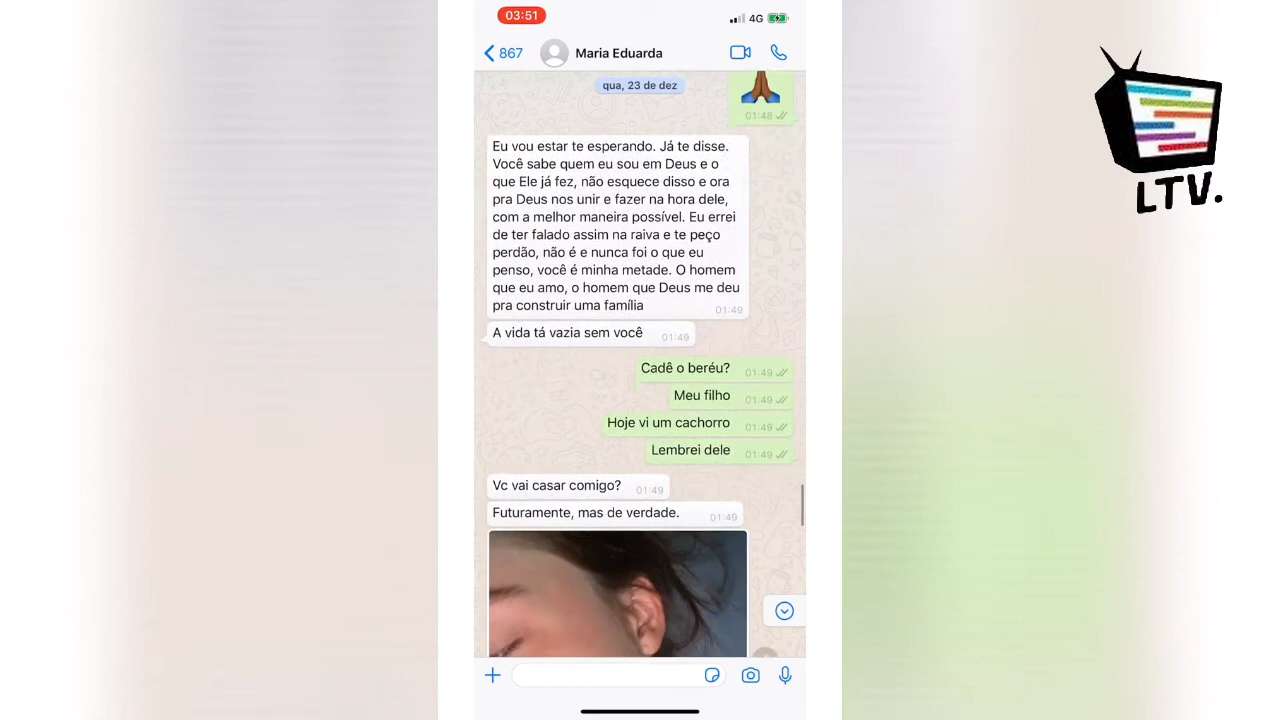 03:51
4G
867
Maria Eduarda
qua, 23 de dez
01:48
Eu vou estar te esperando. Já te disse.
Você sabe quem eu sou em Deus e o
que Ele já fez, não esquece disso e ora
pra Deus nos unir e fazer na hora dele,
com a melhor maneira possível. Eu errei
de ter falado assim na raiva e te peço
perdão, não é e nunca foi o que eu
penso, você é minha metade. O homem
que eu amo, o homem que Deus me deu
pra construir uma família
01:49
A vida tá vazia sem você
01:49
Cadê o beréu?
01:49
Meu filho
01:49
Hoje vi um cachorro
01:49
Lembrei dele
01:49
Vc vai casar comigo?
01:49
Futuramente, mas de verdade.
01:49
LTV.